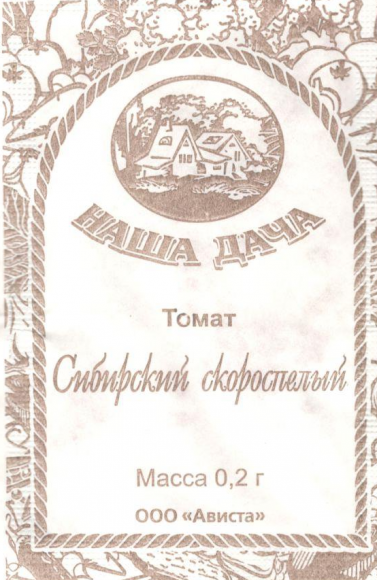 НАША ДАЧА
Томат
Сибирский скороспелый
Масса 0,2 г
ООО «Ависта»